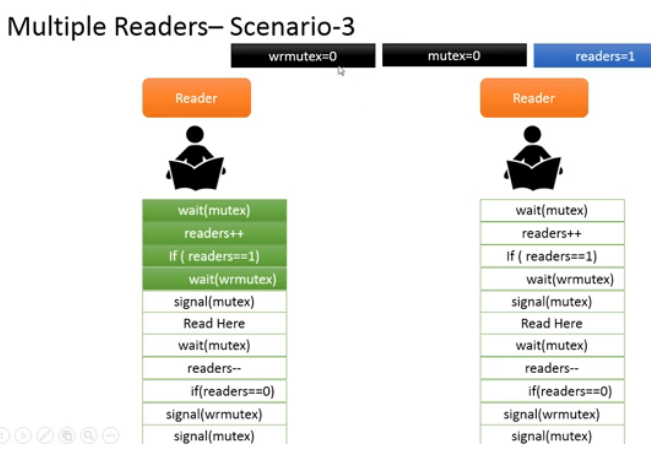 Multiple Readers– Scenario-3
wrmutex=0
mutex=0
readers=1
Reader
Reader
wait(mutex)
readers++
If ( readers==1)
wait(wrmutex)
signal(mutex)
Read Here
wait(mutex)
readers--
if(readers==0)
signal(wrmutex)
signal(mutex)
wait(mutex)
readers++
If ( readers==1)
wait(wrmutex)
signal(mutex)
Read Here
wait(mutex)
readers--
if(readers==0)
signal(wrmutex)
signal(mutex)